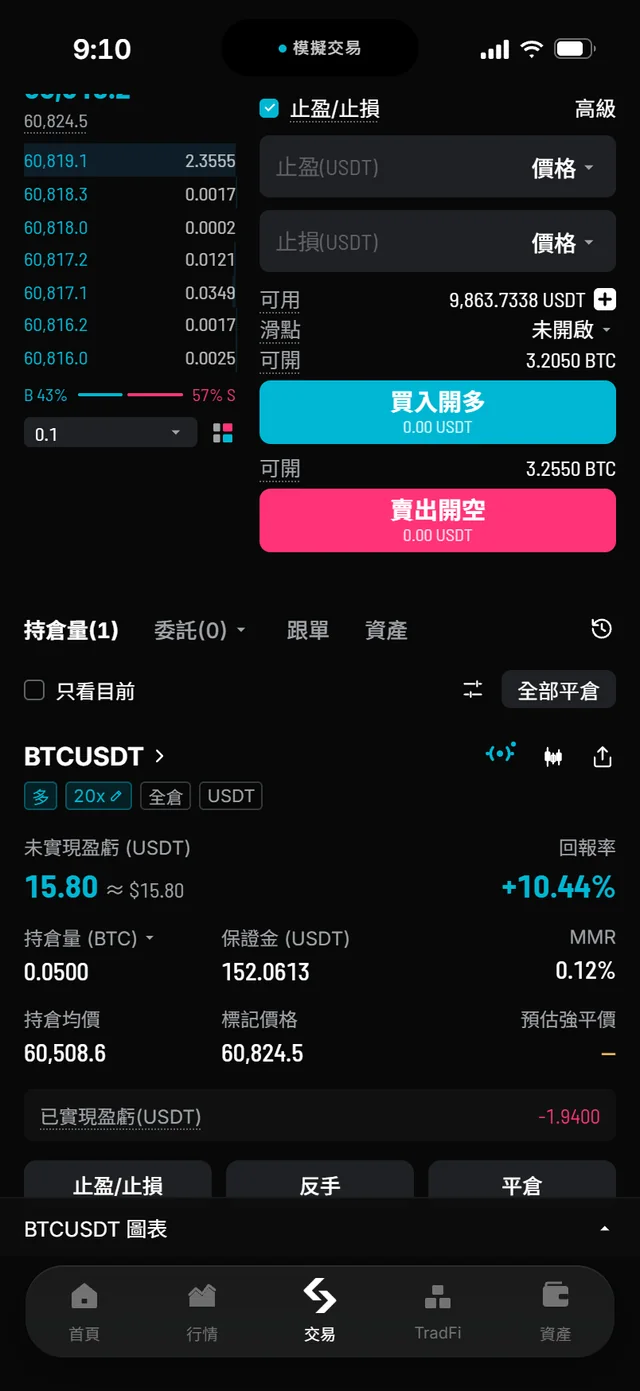 9:10
模擬交易
60,824.5
60,819.1 2.3555
60,818.3 0.0017
60,818.0 0.0002
60,817.2 0.0121
60,817.1 0.0349
60,816.2 0.0017
60,816.0 0.0025
B 43% 57% S
0.1
止盈/止損 高級
止盈(USDT) 價格
止損(USDT) 價格
可用 9,863.7338 USDT
滑點 未開啟
可開 3.2050 BTC
買入開多
0.00 USDT
可開 3.2550 BTC
賣出開空
0.00 USDT
持倉量(1) 委託(0) 跟單 資產
只看目前 全部平倉
BTCUSDT
多 20x 全倉 USDT
未實現盈虧 (USDT) 回報率
15.80 ≈ $15.80 +10.44%
持倉量 (BTC) 保證金 (USDT) MMR
0.0500 152.0613 0.12%
持倉均價 標記價格 預估強平價
60,508.6 60,824.5 –
已實現盈虧(USDT) -1.9400
止盈/止損 反手 平倉
BTCUSDT 圖表
首頁 行情 交易 TradFi 資產